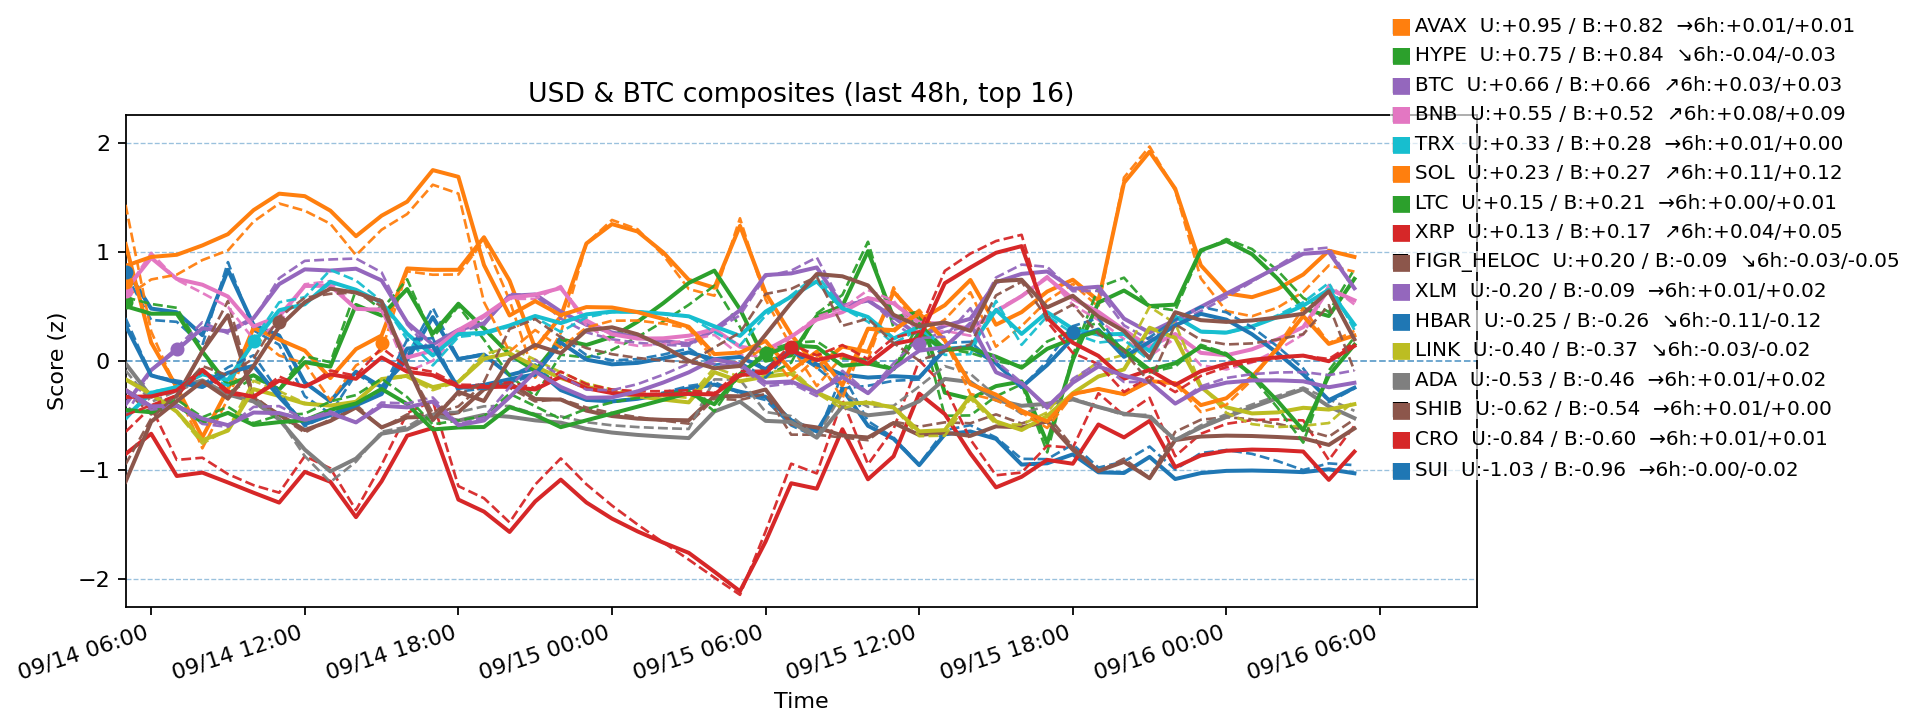 USD & BTC composites (last 48h, top 16)
AVAX U:+0.95 / B:+0.82 →6h:+0.01/+0.01
HYPE U:+0.75 / B:+0.84 ↘6h:-0.04/-0.03
BTC U:+0.66 / B:+0.66 ↗6h:+0.03/+0.03
BNB U:+0.55 / B:+0.52 ↗6h:+0.08/+0.09
TRX U:+0.33 / B:+0.28 →6h:+0.01/+0.00
SOL U:+0.23 / B:+0.27 ↗6h:+0.11/+0.12
LTC U:+0.15 / B:+0.21 →6h:+0.00/+0.01
XRP U:+0.13 / B:+0.17 ↗6h:+0.04/+0.05
FIGR_HELOC U:+0.20 / B:-0.09 ↘6h:-0.03/-0.05
XLM U:-0.20 / B:-0.09 →6h:+0.01/+0.02
HBAR U:-0.25 / B:-0.26 ↘6h:-0.11/-0.12
LINK U:-0.40 / B:-0.37 ↘6h:-0.03/-0.02
ADA U:-0.53 / B:-0.46 →6h:+0.01/+0.02
SHIB U:-0.62 / B:-0.54 →6h:+0.01/+0.00
CRO U:-0.84 / B:-0.60 →6h:+0.01/+0.01
SUI U:-1.03 / B:-0.96 →6h:-0.00/-0.02
Score (z)
2
1
0
−1
−2
09/14 06:00
09/14 12:00
09/14 18:00
09/15 00:00
09/15 06:00
09/15 12:00
09/15 18:00
09/16 00:00
09/16 06:00
Time